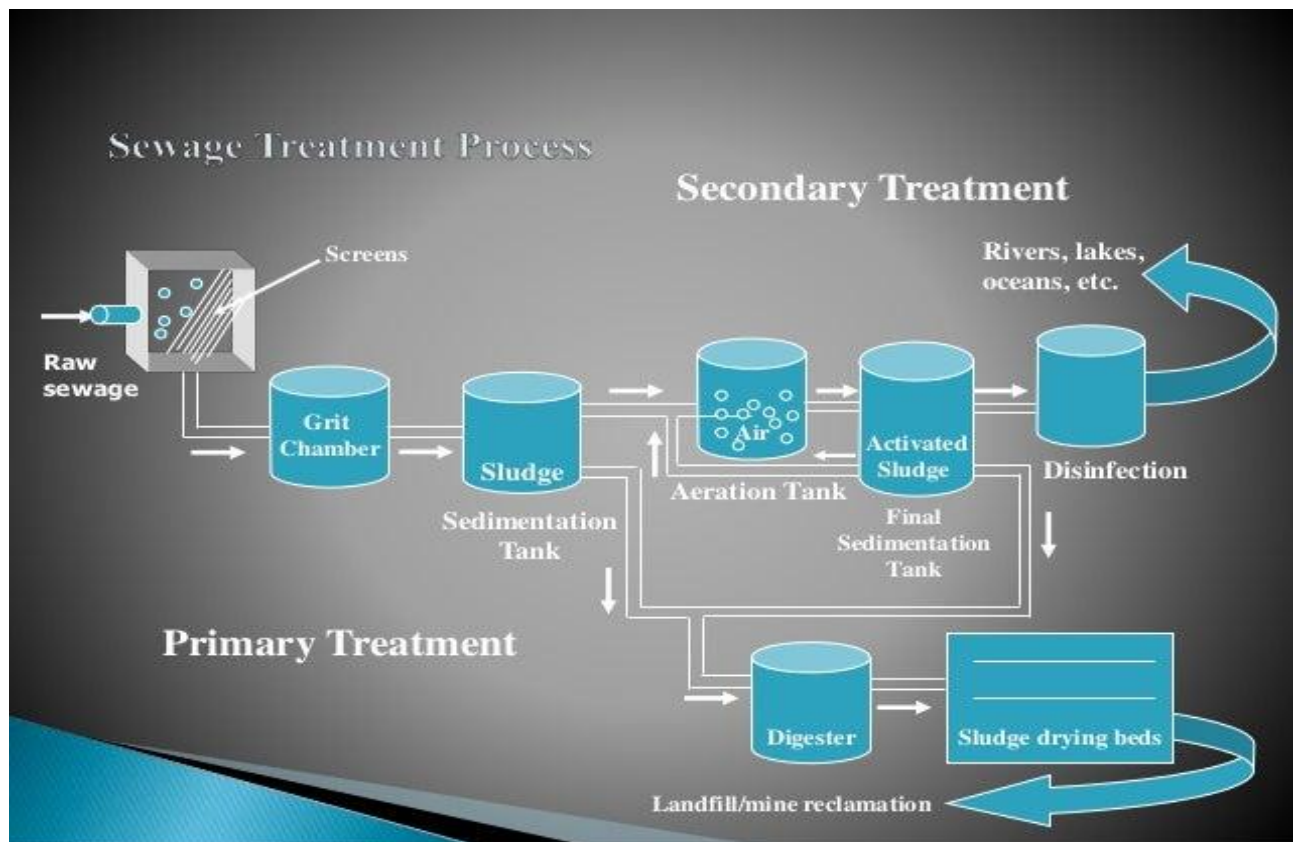 Sewage Treatment Process
Secondary Treatment
Screens
Rivers, lakes,
oceans, etc.
Raw
sewage
Grit
Chamber
Sludge
Sedimentation
Tank
Air
Aeration Tank
Activated
Sludge
Final
Sedimentation
Tank
Disinfection
Primary Treatment
Digester
Sludge drying beds
Landfill/mine reclamation